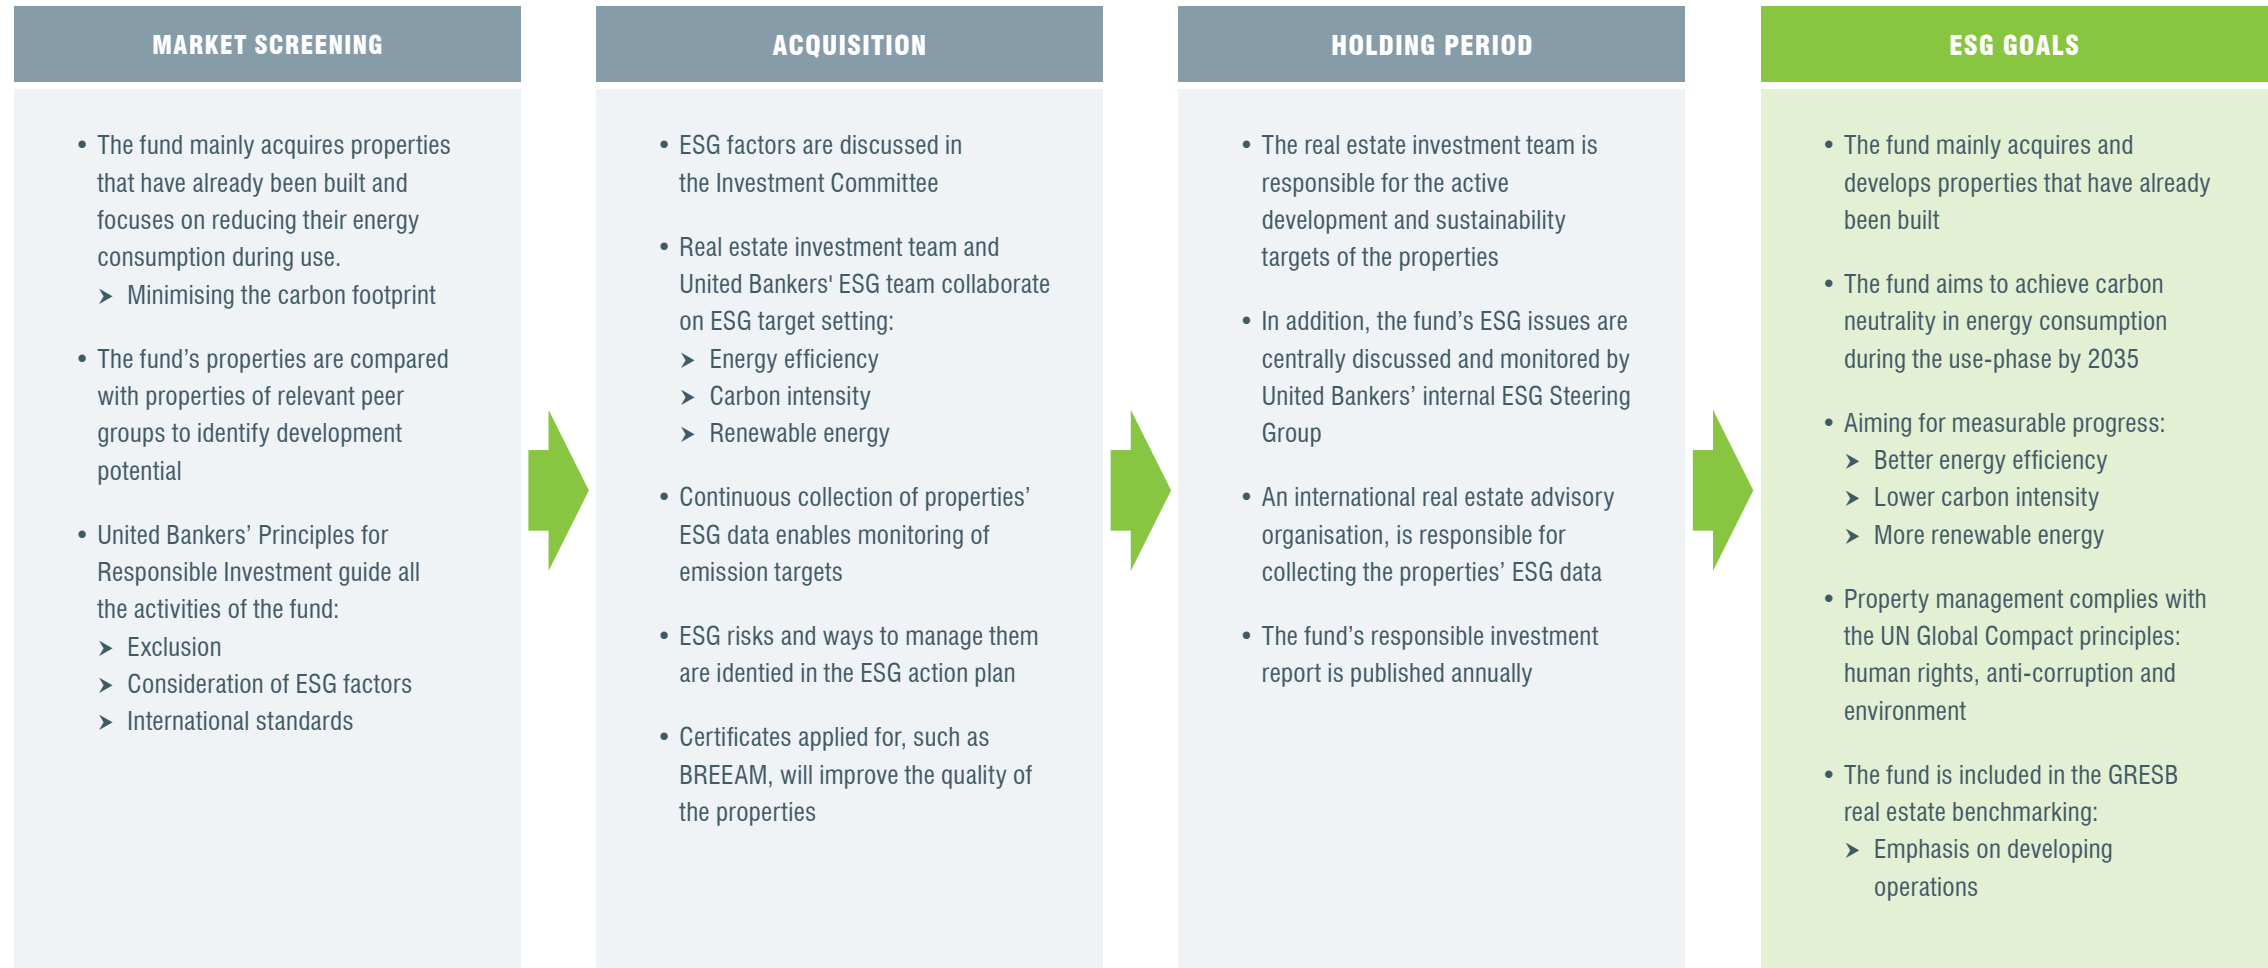 MARKET SCREENING
• The fund mainly acquires properties
that have already been built and
focuses on reducing their energy
consumption during use.
➤ Minimising the carbon footprint
• The fund’s properties are compared
with properties of relevant peer
groups to identify development
potential
• United Bankers’ Principles for
Responsible Investment guide all
the activities of the fund:
➤ Exclusion
➤ Consideration of ESG factors
➤ International standards
ACQUISITION
• ESG factors are discussed in
the Investment Committee
• Real estate investment team and
United Bankers' ESG team collaborate
on ESG target setting:
➤ Energy efficiency
➤ Carbon intensity
➤ Renewable energy
• Continuous collection of properties’
ESG data enables monitoring of
emission targets
• ESG risks and ways to manage them
are identied in the ESG action plan
• Certificates applied for, such as
BREEAM, will improve the quality of
the properties
HOLDING PERIOD
• The real estate investment team is
responsible for the active
development and sustainability
targets of the properties
• In addition, the fund’s ESG issues are
centrally discussed and monitored by
United Bankers’ internal ESG Steering
Group
• An international real estate advisory
organisation, is responsible for
collecting the properties’ ESG data
• The fund’s responsible investment
report is published annually
ESG GOALS
• The fund mainly acquires and
develops properties that have already
been built
• The fund aims to achieve carbon
neutrality in energy consumption
during the use-phase by 2035
• Aiming for measurable progress:
➤ Better energy efficiency
➤ Lower carbon intensity
➤ More renewable energy
• Property management complies with
the UN Global Compact principles:
human rights, anti-corruption and
environment
• The fund is included in the GRESB
real estate benchmarking:
➤ Emphasis on developing
operations